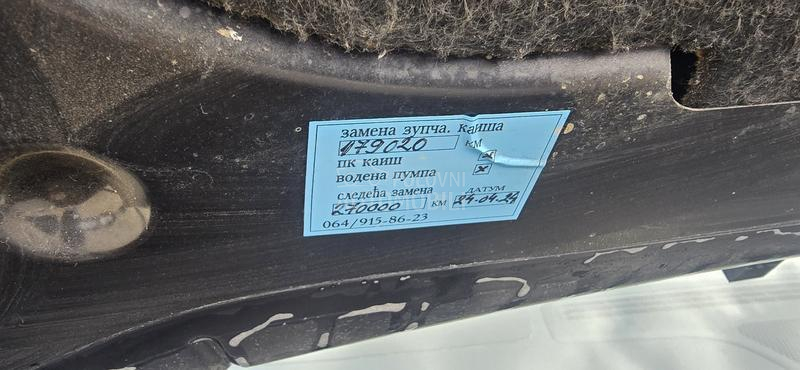 замена зупча. каиша
179020 км
пк каиш
водена пумпа
следећа замена датум
270000 км 24.04.24
064/915-86-23